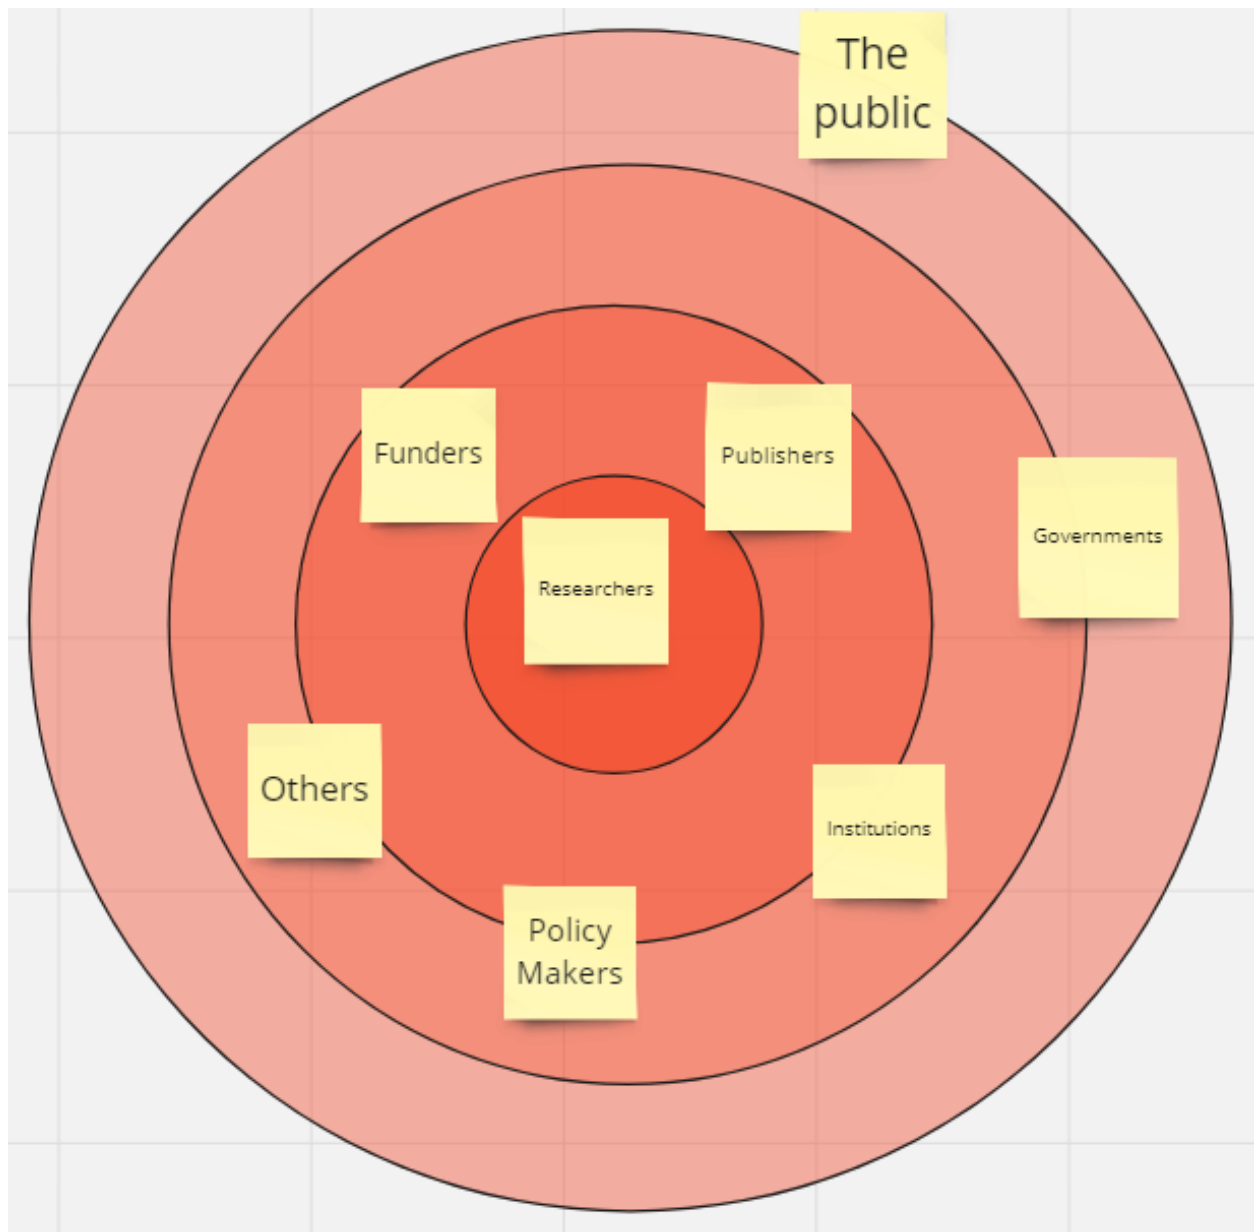 The
public
Funders
Publishers
Governments
Researchers
Others
Institutions
Policy
Makers